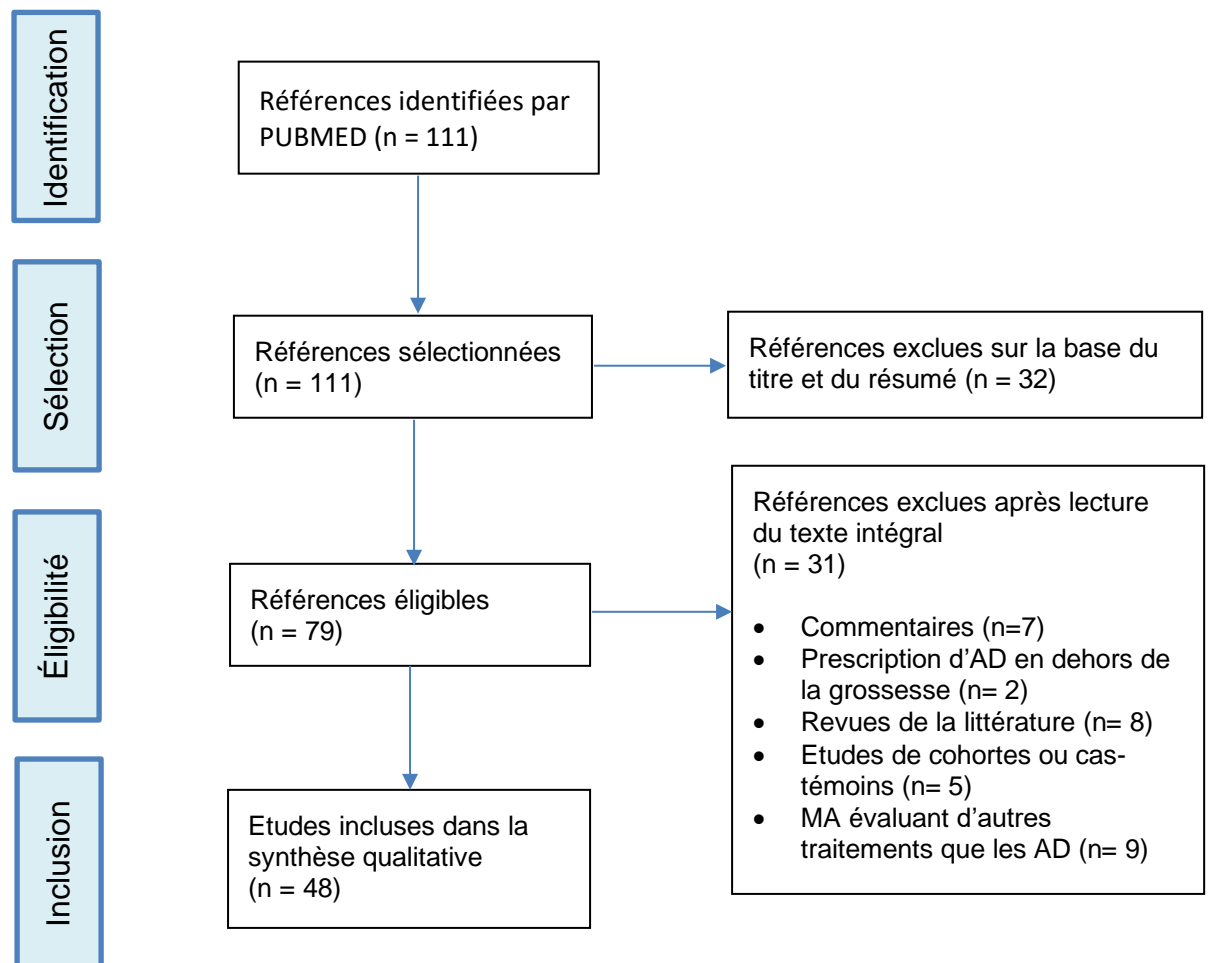 Identification
Références identifiées par
PUBMED (n = 111)
Sélection
Références sélectionnées
(n = 111)
Références exclues sur la base du
titre et du résumé (n = 32)
Éligibilité
Références éligibles
(n = 79)
Références exclues après lecture
du texte intégral
(n = 31)
• Commentaires (n=7)
• Prescription d’AD en dehors de
la grossesse (n= 2)
• Revues de la littérature (n= 8)
• Etudes de cohortes ou cas-
témoins (n= 5)
• MA évaluant d’autres
traitements que les AD (n= 9)
Inclusion
Etudes incluses dans la
synthèse qualitative
(n = 48)